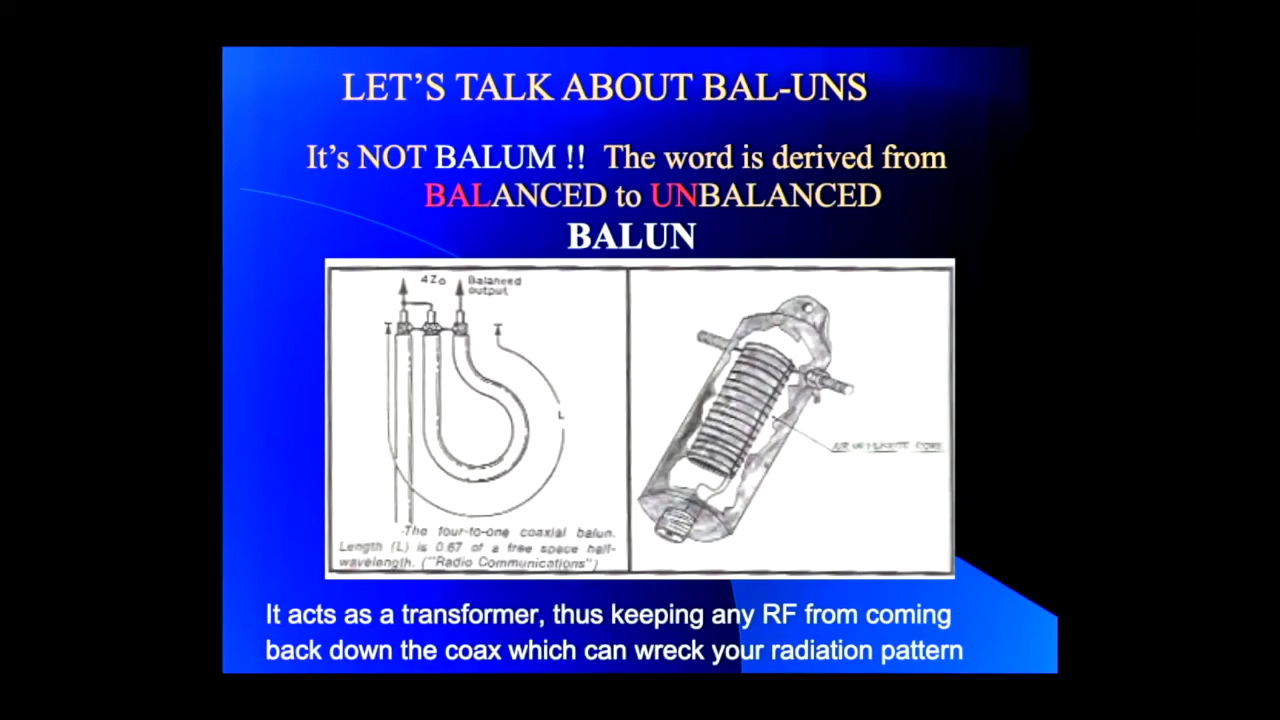 LET'S TALK ABOUT BAL-UNS
It's NOT BALUM !! The word is derived from
BALANCED to UNBALANCED
BALUN
4Zo
Balanced
output
L
The four-to-one coaxial balun.
Length (L) is 0.67 of a free space half-
wavelength. ("Radio Communications")
AIR OR FERRITE CORE
It acts as a transformer, thus keeping any RF from coming
back down the coax which can wreck your radiation pattern